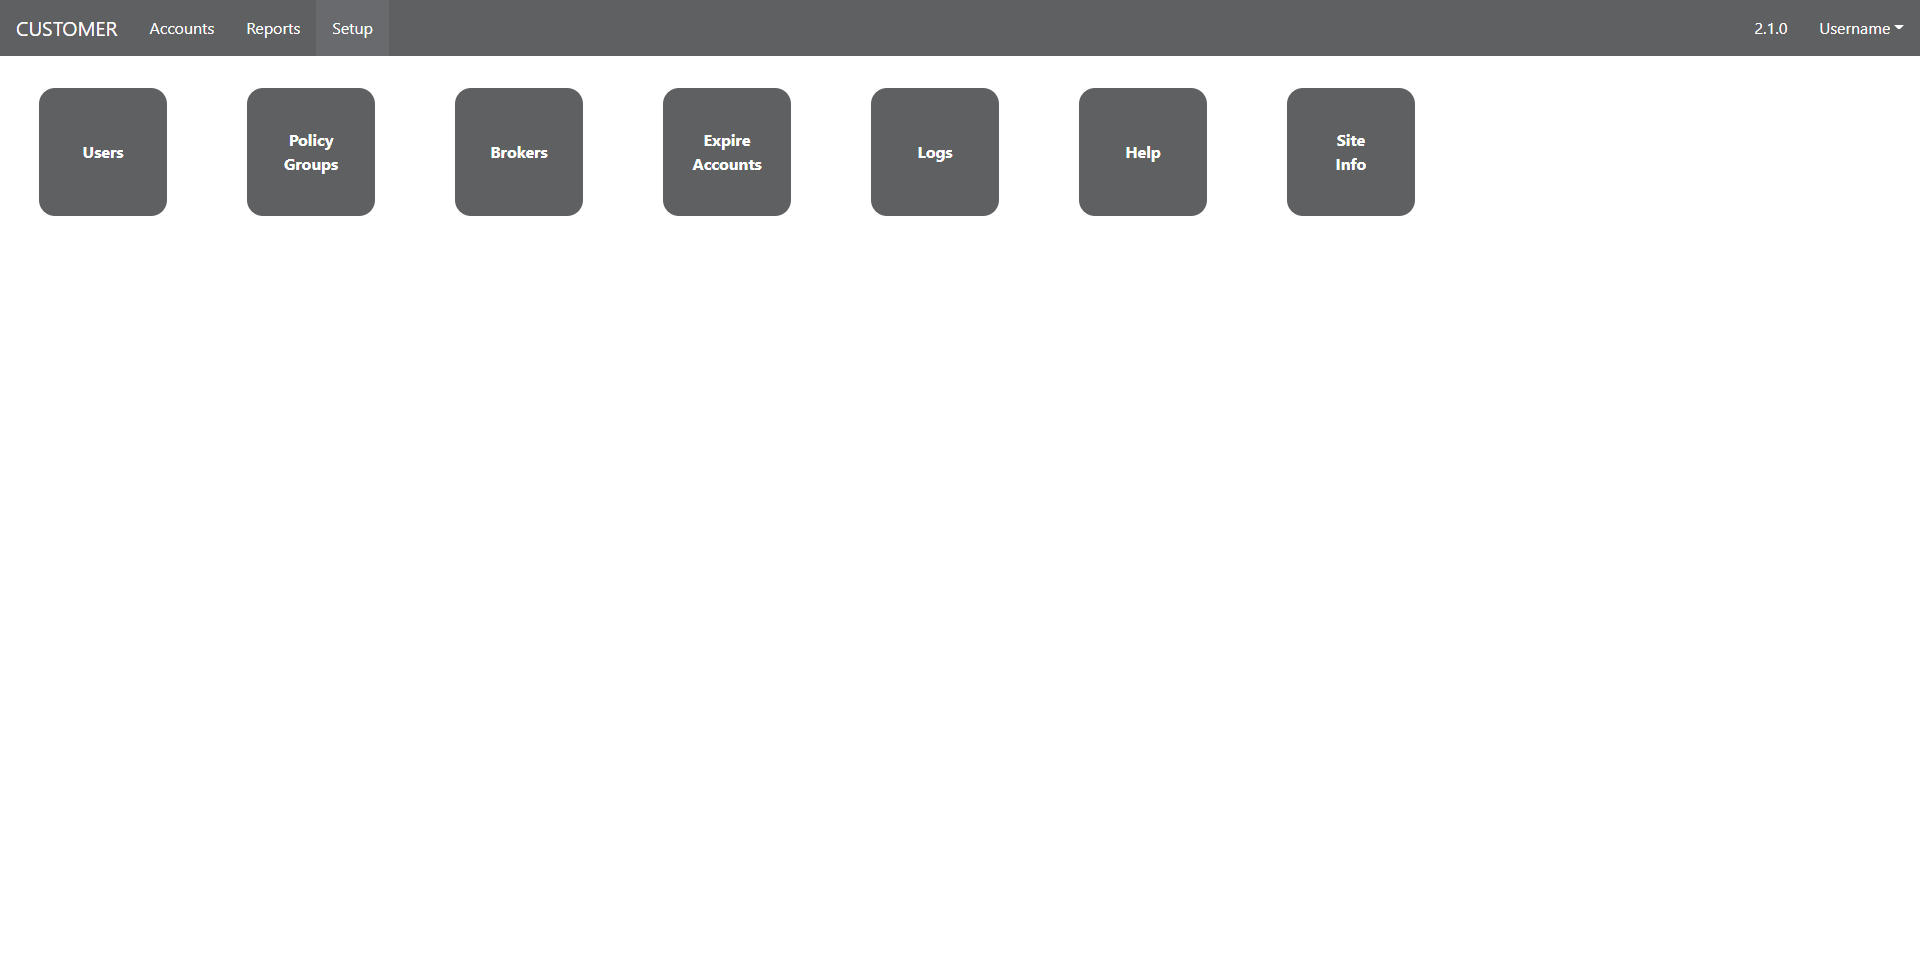 CUSTOMER Accounts Reports Setup 2.1.0 Username
Users
Policy
Groups
Brokers
Expire
Accounts
Logs
Help
Site
Info